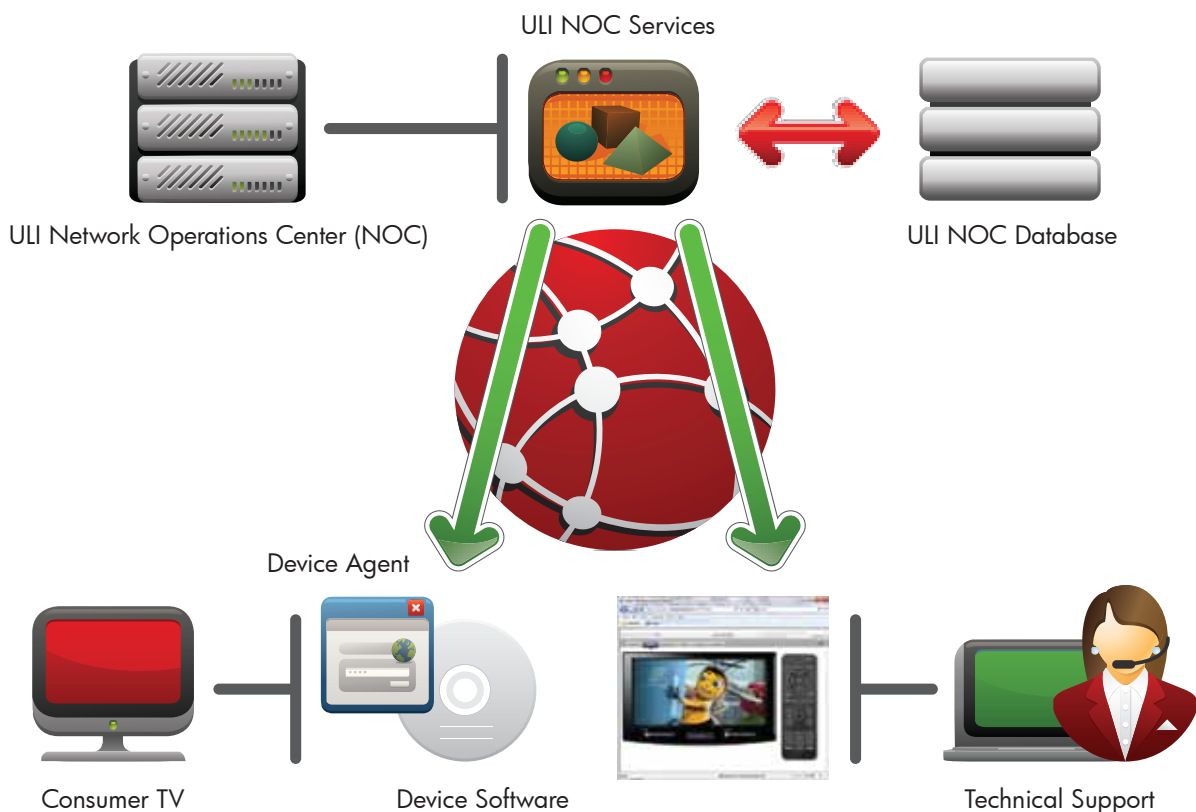 ULI NOC Services
ULI Network Operations Center (NOC)
ULI NOC Database
Device Agent
Consumer TV
Device Software
Technical Support